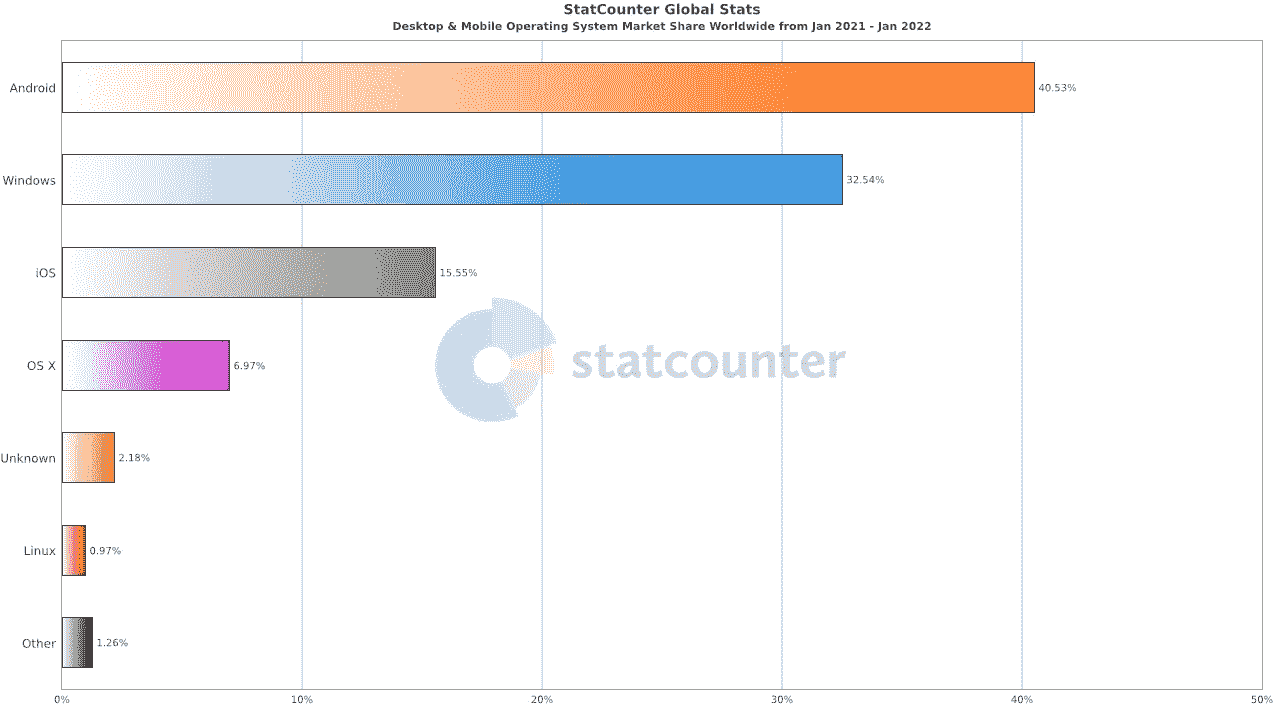 StatCounter Global Stats
Desktop & Mobile Operating System Market Share Worldwide from Jan 2021 - Jan 2022
Android 40.53%
Windows 32.54%
iOS 15.55%
OS X 6.97%
statcounter
Unknown 2.18%
Linux 0.97%
Other 1.26%
0% 10% 20% 30% 40% 50%